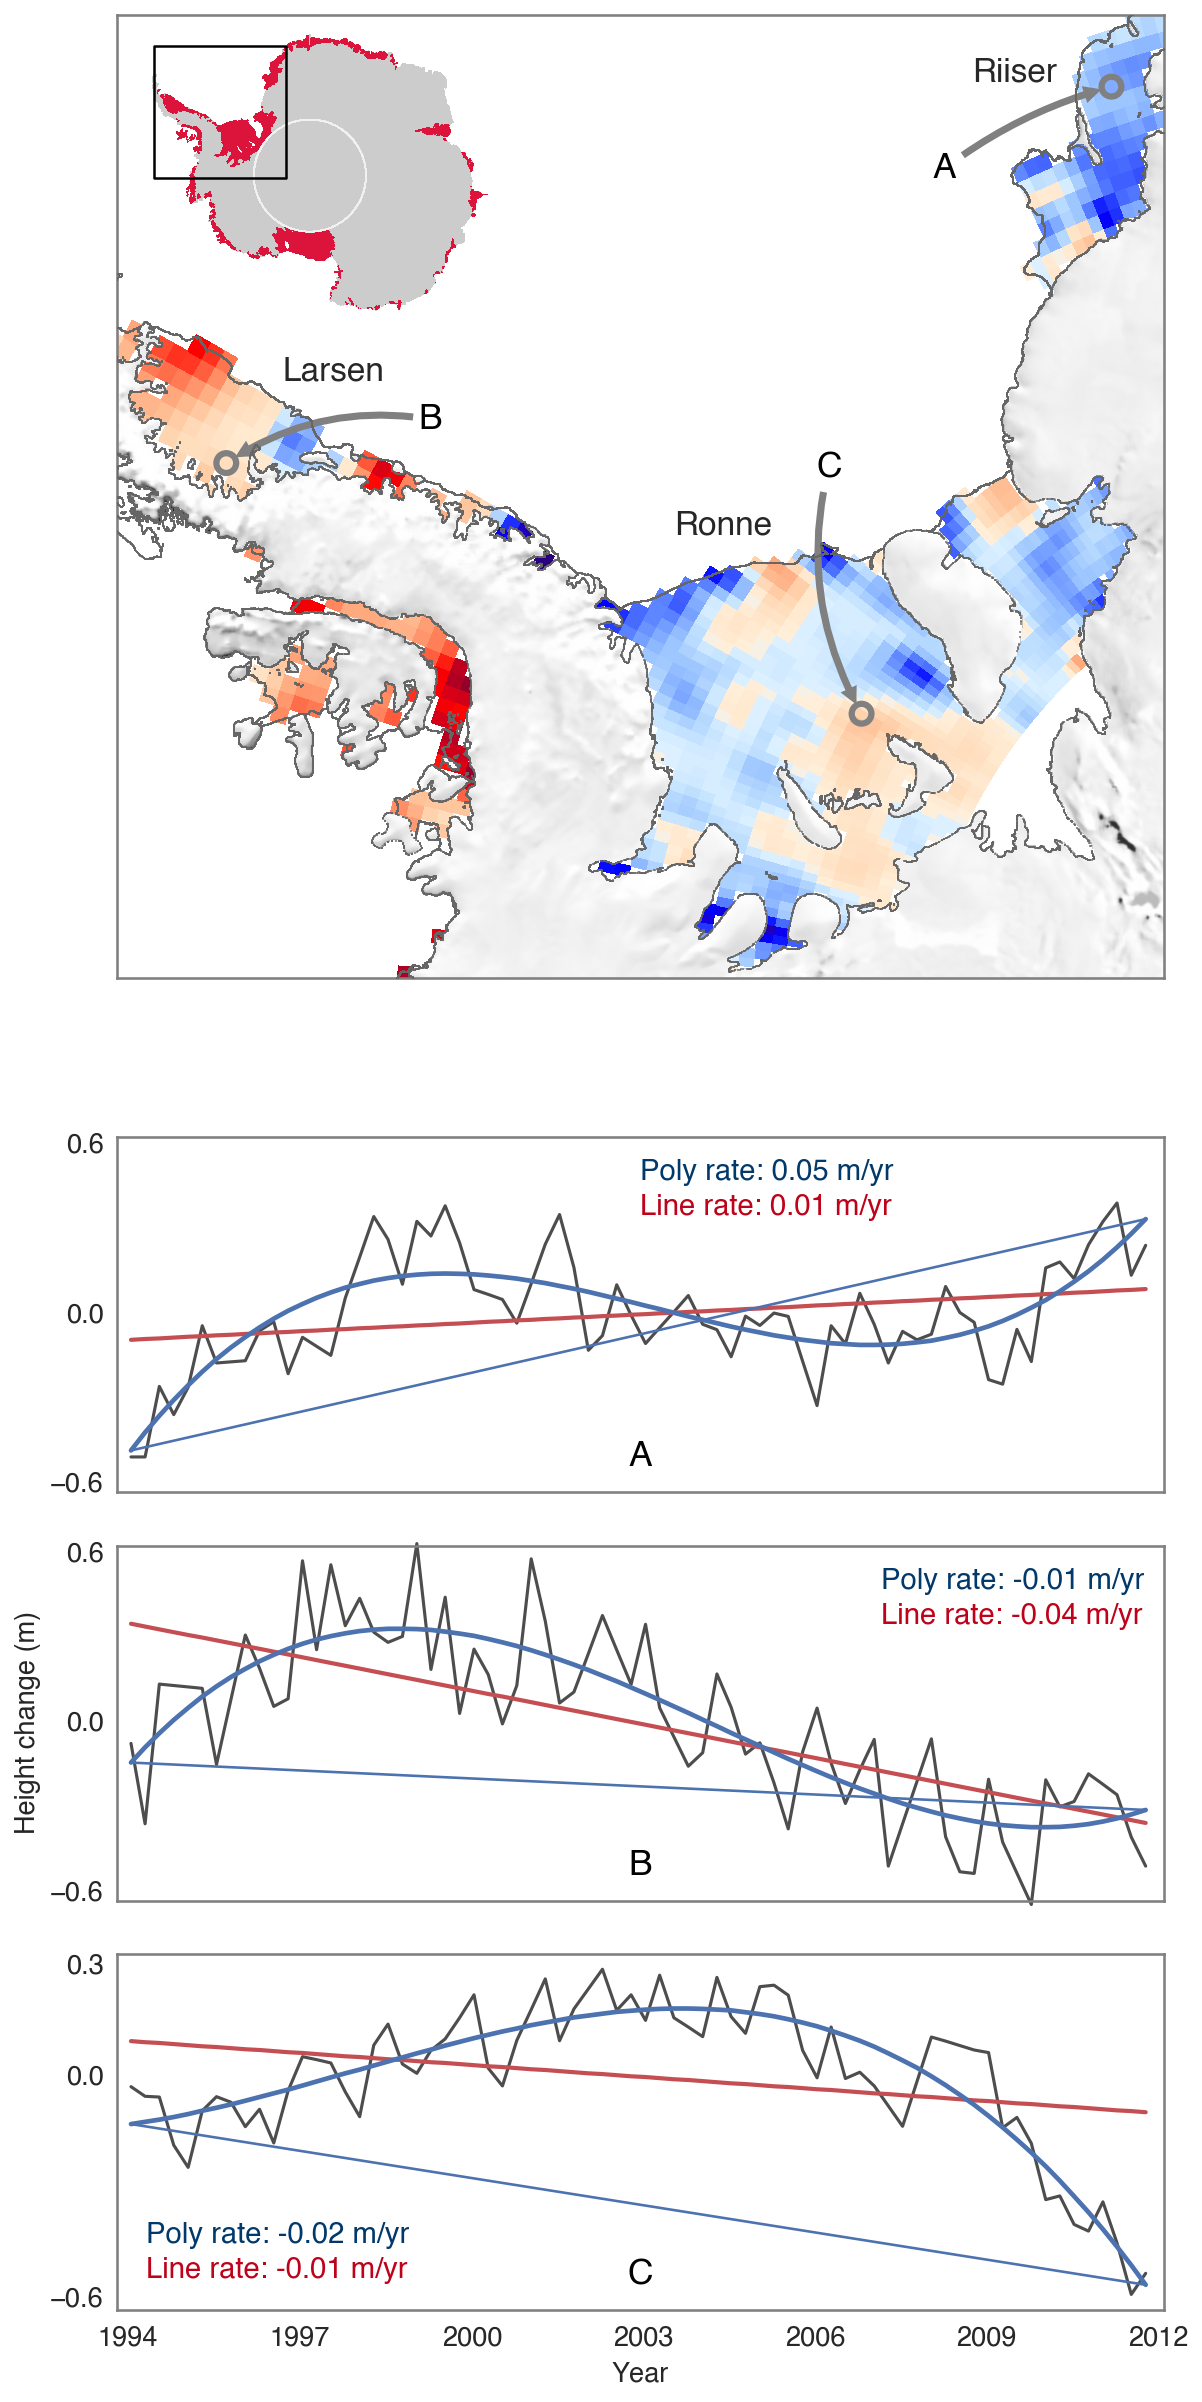 Riiser
A
Larsen
B
C
Ronne
0.6
Poly rate: 0.05 m/yr
Line rate: 0.01 m/yr
0.0
A
−0.6
0.6
Poly rate: -0.01 m/yr
Line rate: -0.04 m/yr
Height change (m)
0.0
B
−0.6
0.3
0.0
Poly rate: -0.02 m/yr
Line rate: -0.01 m/yr
C
−0.6
1994 1997 2000 2003 2006 2009 2012
Year